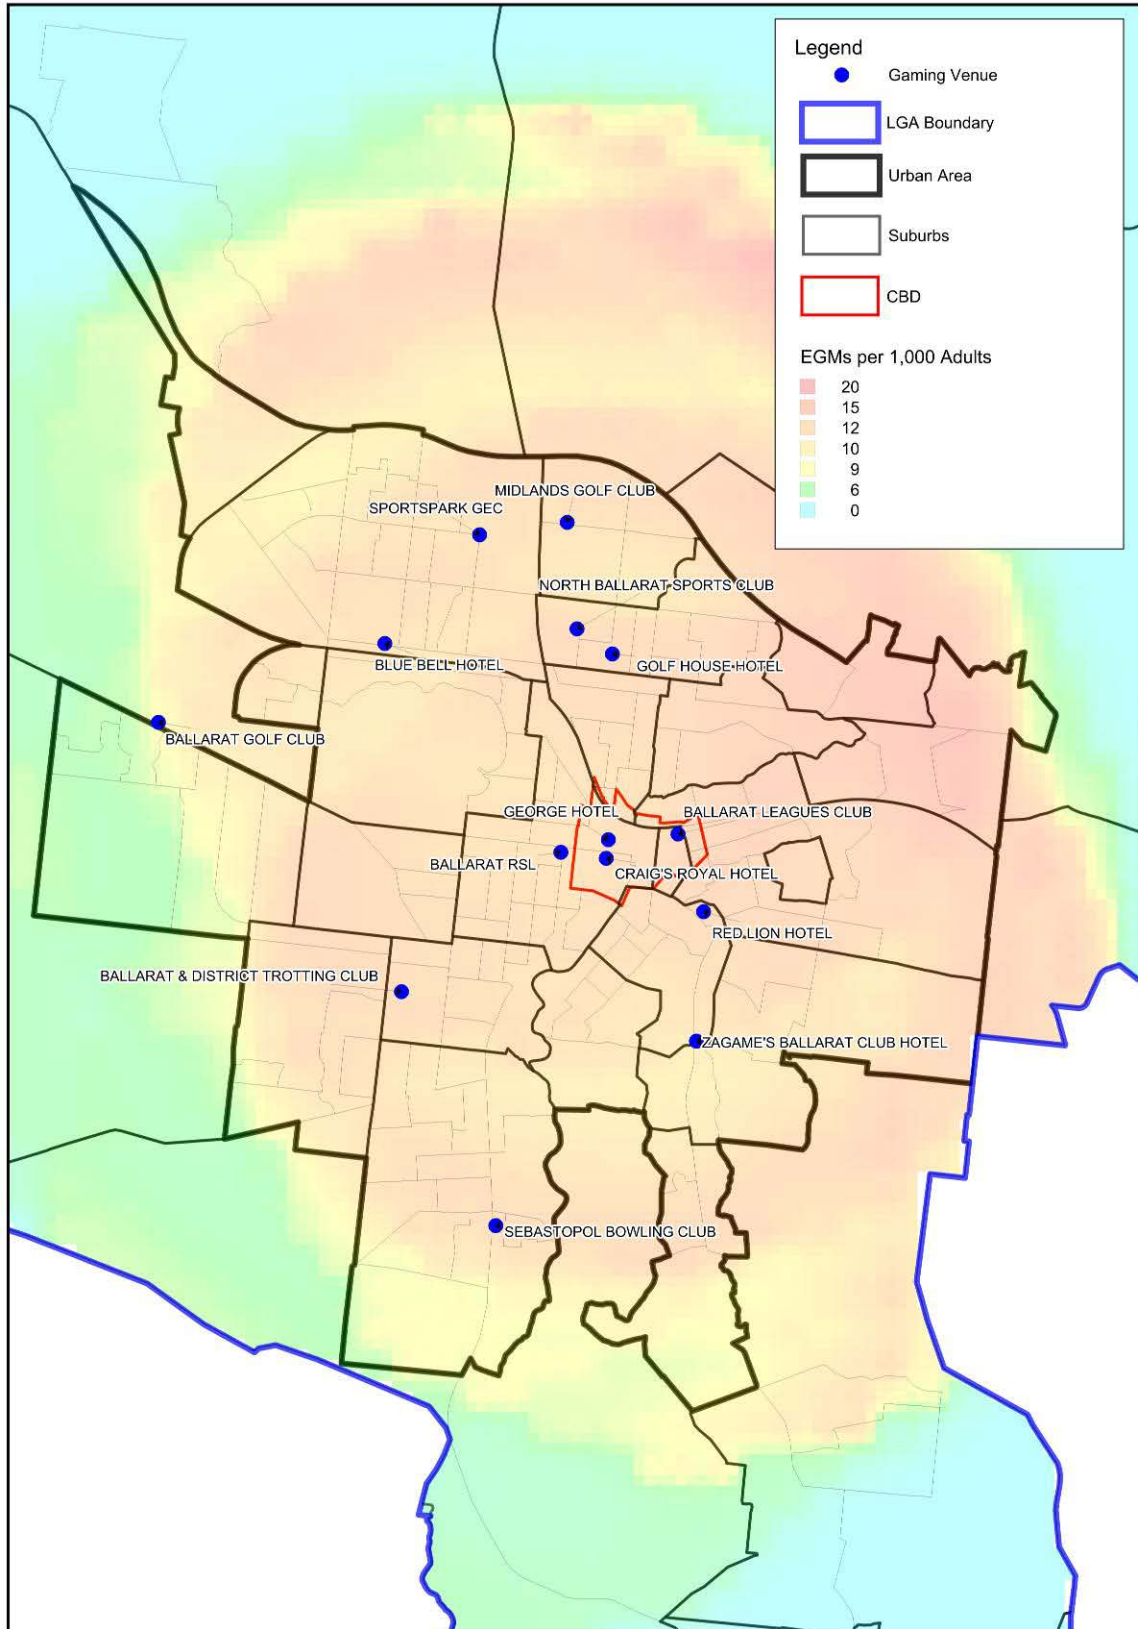 Legend
Gaming Venue
LGA Boundary
Urban Area
Suburbs
CBD
EGMs per 1,000 Adults
20
15
12
10
9
6
0
MIDLANDS GOLF CLUB
SPORTSPARK GEC
NORTH BALLARAT SPORTS CLUB
BLUE BELL HOTEL
GOLF HOUSE HOTEL
BALLARAT GOLF CLUB
GEORGE HOTEL
BALLARAT LEAGUES CLUB
BALLARAT RSL
CRAIG'S ROYAL HOTEL
RED LION HOTEL
BALLARAT & DISTRICT TROTTING CLUB
ZAGAME'S BALLARAT CLUB HOTEL
SEBASTOPOL BOWLING CLUB